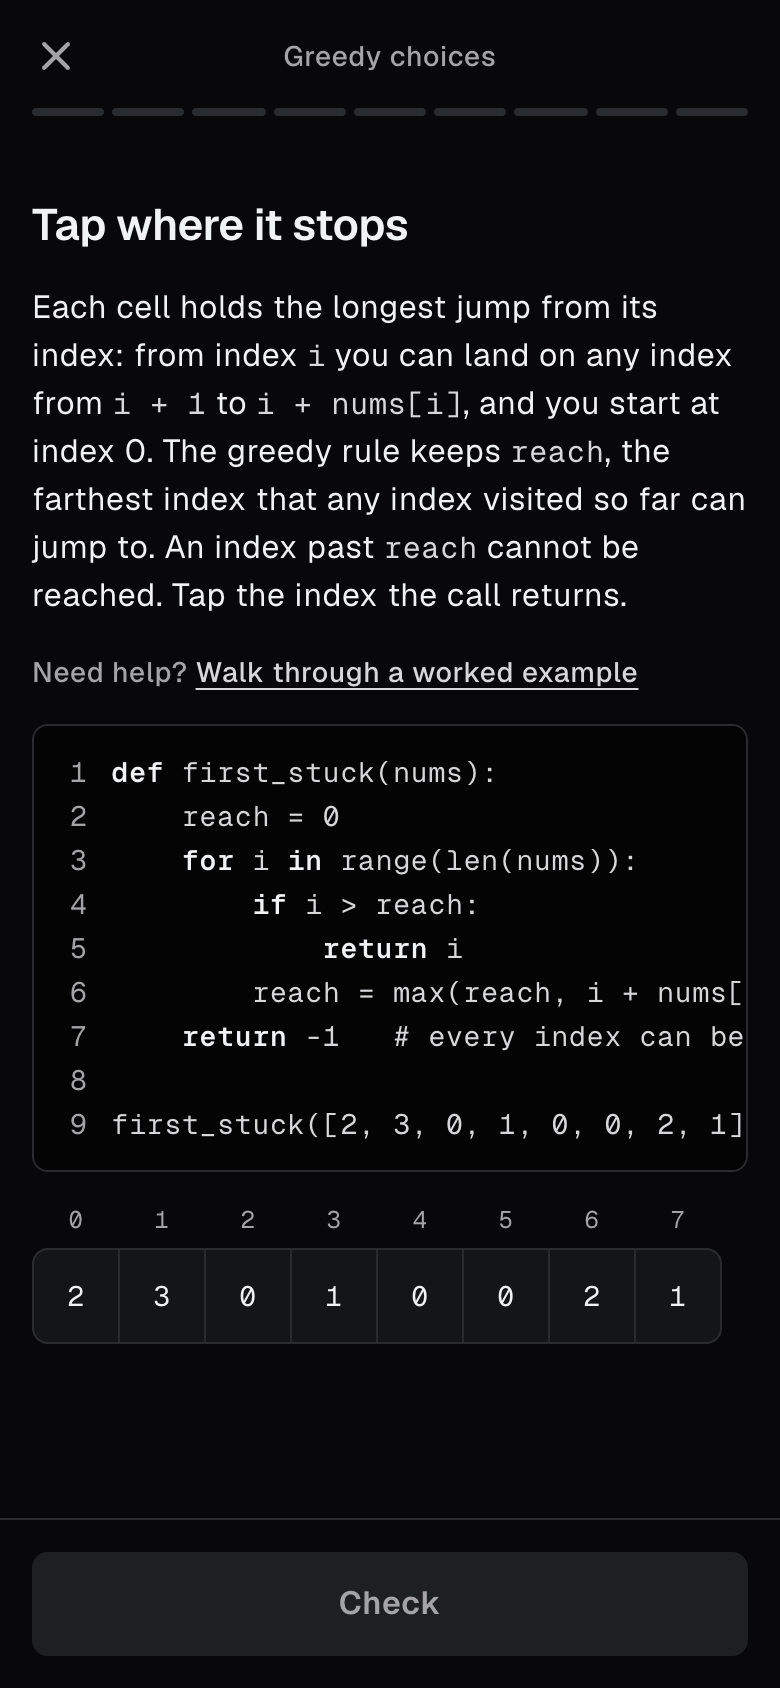 Greedy choices
Tap where it stops
Each cell holds the longest jump from its
index: from index i you can land on any index
from i + 1 to i + nums[i], and you start at
index 0. The greedy rule keeps reach, the
farthest index that any index visited so far can
jump to. An index past reach cannot be
reached. Tap the index the call returns.
Need help? Walk through a worked example
1 def first_stuck(nums):
2     reach = 0
3     for i in range(len(nums)):
4         if i > reach:
5             return i
6         reach = max(reach, i + nums[
7     return -1   # every index can be
8
9 first_stuck([2, 3, 0, 1, 0, 0, 2, 1]
0 1 2 3 4 5 6 7
2 3 0 1 0 0 2 1
Check